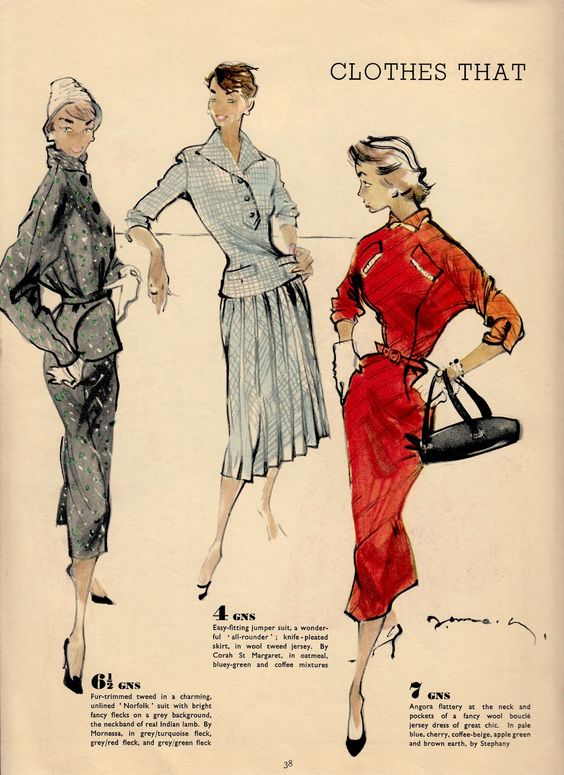 CLOTHES THAT
4 GNS
Easy-fitting jumper suit, a wonder-
ful 'all-rounder'; knife-pleated
skirt, in wool tweed jersey. By
Corah St Margaret, in oatmeal,
bluey-green and coffee mixtures
6½ GNS
Fur-trimmed tweed in a charming,
unlined 'Norfolk' suit with bright
fancy flecks on a grey background,
the neckband of real Indian lamb. By
Mornessa, in grey/turquoise fleck,
grey/red fleck, and grey/green fleck
7 GNS
Angora flattery at the neck and
pockets of a fancy wool bouclé
jersey dress of great chic. In pale
blue, cherry, coffee-beige, apple green
and brown earth, by Stephany
38